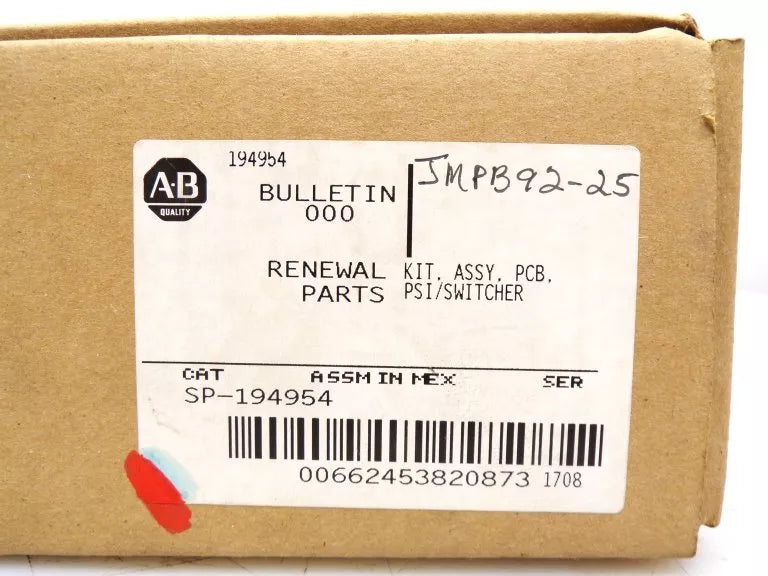 194954
A-B
QUALITY
BULLETIN
000
JMPB92-25
RENEWAL
PARTS
KIT, ASSY, PCB,
PSI/SWITCHER
CAT ASSM IN MEX SER
SP-194954
00662453820873 1708